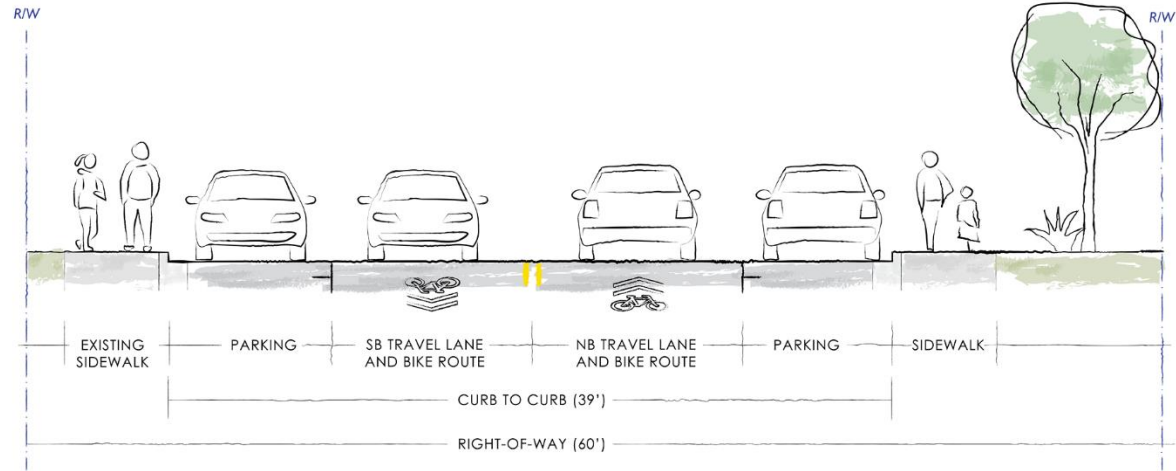 R/W
R/W
EXISTING
SIDEWALK
PARKING
SB TRAVEL LANE
AND BIKE ROUTE
NB TRAVEL LANE
AND BIKE ROUTE
PARKING
SIDEWALK
CURB TO CURB (39')
RIGHT-OF-WAY (60')